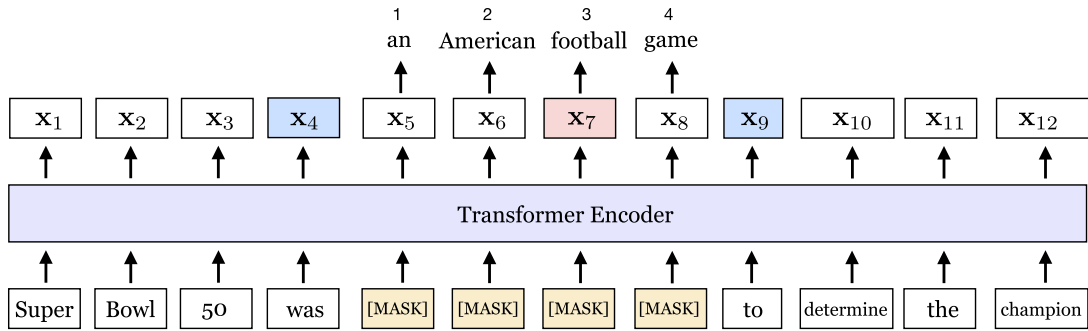 1 2 3 4
an American football game
x1 x2 x3 x4 x5 x6 x7 x8 x9 x10 x11 x12
Transformer Encoder
Super Bowl 50 was [MASK] [MASK] [MASK] [MASK] to determine the champion